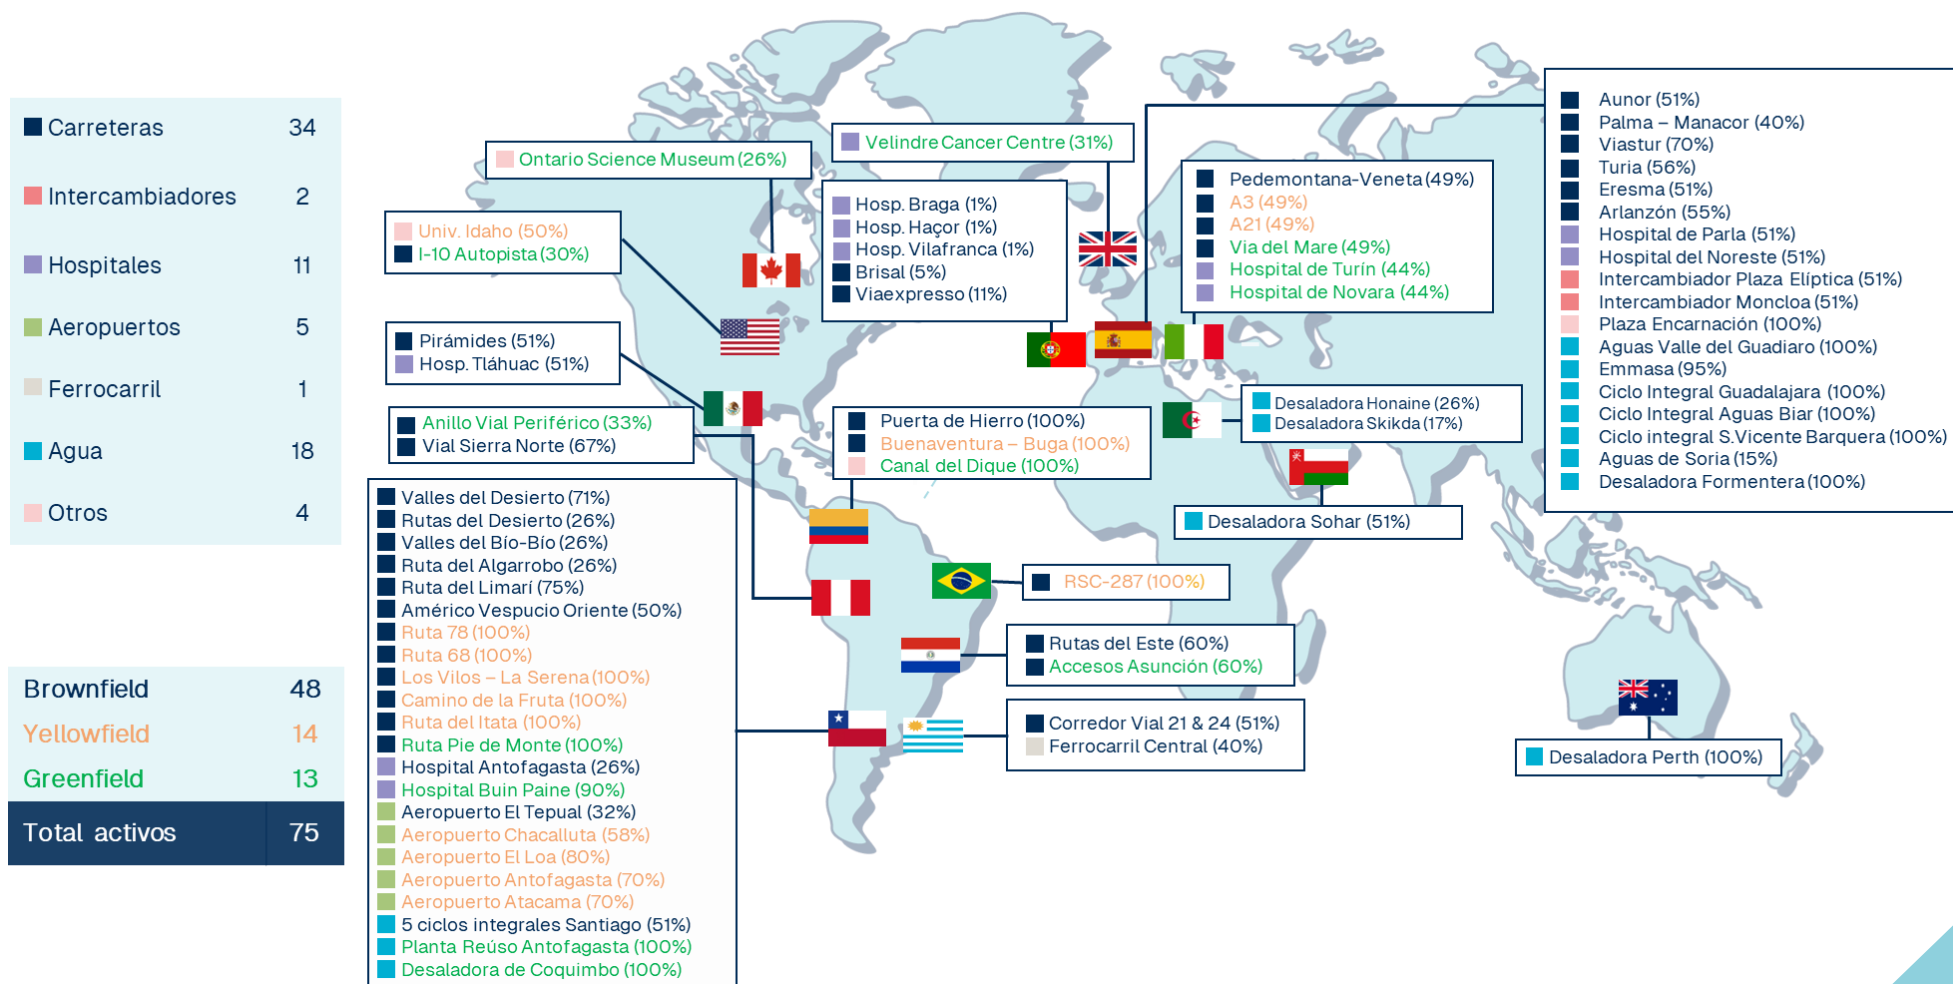 Carreteras 34
Intercambiadores 2
Hospitales 11
Aeropuertos 5
Ferrocarril 1
Agua 18
Otros 4
Brownfield 48
Yellowfield 14
Greenfield 13
Total activos 75
Ontario Science Museum (26%)
Univ. Idaho (50%)
I-10 Autopista (30%)
Pirámides (51%)
Hosp. Tláhuac (51%)
Anillo Vial Periférico (33%)
Vial Sierra Norte (67%)
Valles del Desierto (71%)
Rutas del Desierto (26%)
Valles del Bío-Bío (26%)
Ruta del Algarrobo (26%)
Ruta del Limarí (75%)
Américo Vespucio Oriente (50%)
Ruta 78 (100%)
Ruta 68 (100%)
Los Vilos – La Serena (100%)
Camino de la Fruta (100%)
Ruta del Itata (100%)
Ruta Pie de Monte (100%)
Hospital Antofagasta (26%)
Hospital Buin Paine (90%)
Aeropuerto El Tepual (32%)
Aeropuerto Chacalluta (58%)
Aeropuerto El Loa (80%)
Aeropuerto Antofagasta (70%)
Aeropuerto Atacama (70%)
5 ciclos integrales Santiago (51%)
Planta Reúso Antofagasta (100%)
Desaladora de Coquimbo (100%)
Velindre Cancer Centre (31%)
Hosp. Braga (1%)
Hosp. Haçor (1%)
Hosp. Vilafranca (1%)
Brisal (5%)
Viaexpresso (11%)
Puerta de Hierro (100%)
Buenaventura – Buga (100%)
Canal del Dique (100%)
RSC-287 (100%)
Rutas del Este (60%)
Accesos Asunción (60%)
Corredor Vial 21 & 24 (51%)
Ferrocarril Central (40%)
Pedemontana-Veneta (49%)
A3 (49%)
A21 (49%)
Via del Mare (49%)
Hospital de Turín (44%)
Hospital de Novara (44%)
Desaladora Honaine (26%)
Desaladora Skikda (17%)
Desaladora Sohar (51%)
Aunor (51%)
Palma – Manacor (40%)
Viastur (70%)
Turia (56%)
Eresma (51%)
Arlanzón (55%)
Hospital de Parla (51%)
Hospital del Noreste (51%)
Intercambiador Plaza Elíptica (51%)
Intercambiador Moncloa (51%)
Plaza Encarnación (100%)
Aguas Valle del Guadiaro (100%)
Emmasa (95%)
Ciclo Integral Guadalajara (100%)
Ciclo Integral Aguas Biar (100%)
Ciclo integral S.Vicente Barquera (100%)
Aguas de Soria (15%)
Desaladora Formentera (100%)
Desaladora Perth (100%)